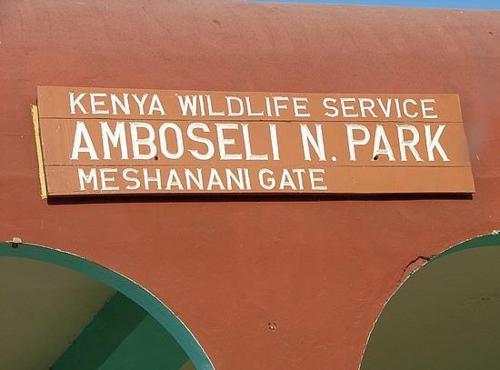 KENYA WILDLIFE SERVICE
AMBOSELI N. PARK
MESHANANI GATE